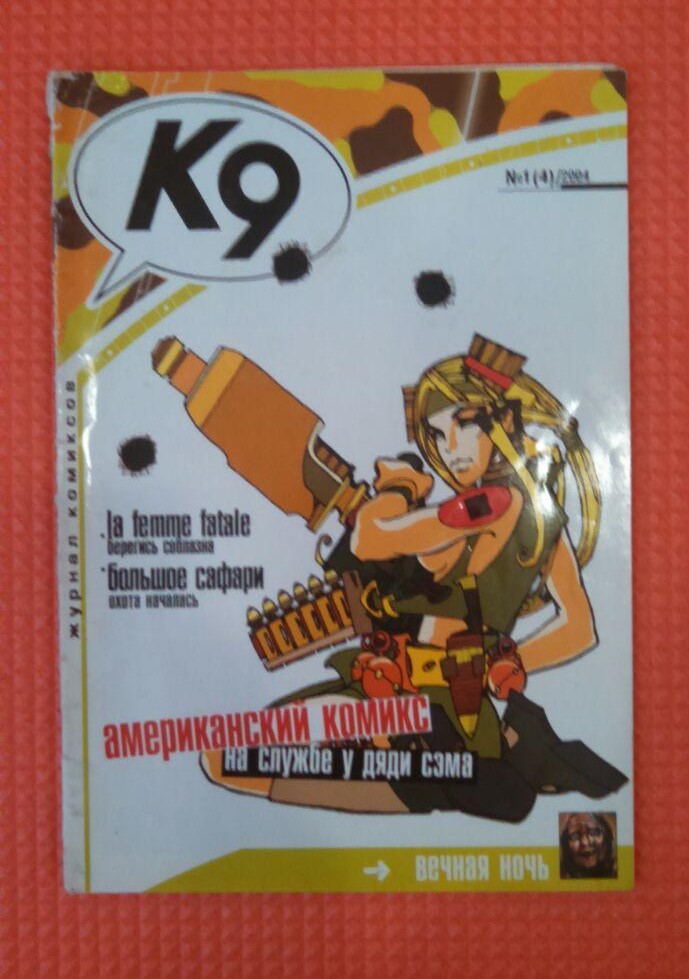 K9
№1(4)/2004
журнал комиксов
la femme fatale
берегись соблазна
большое сафари
охота началась
американский комикс
на службе у дяди сэма
→ вечная ночь